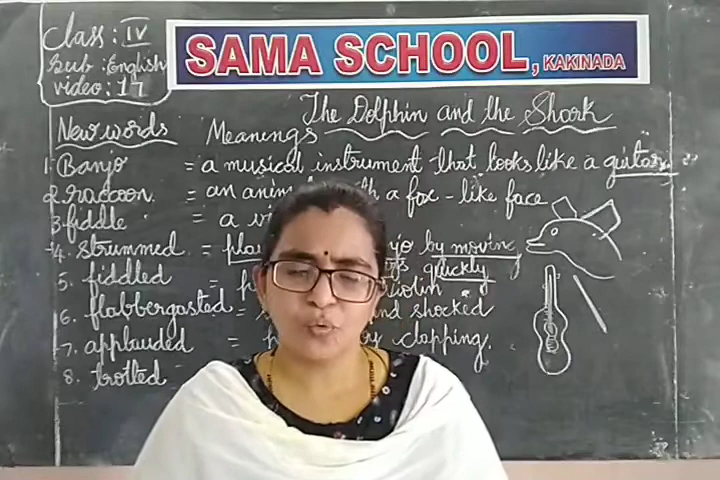 Class : IV
Sub : English
video : 17
SAMA SCHOOL, KAKINADA
The Dolphin and the Shark
New words Meanings
1. Banjo = a musical instrument that looks like a guitar
2. raccoon = an a fox-like face
3. fiddle = a
4. strummed = by moving
quickly
5. fiddled = violin
6. flabbergasted = and shocked
7. applauded = by clapping.
8. trotted